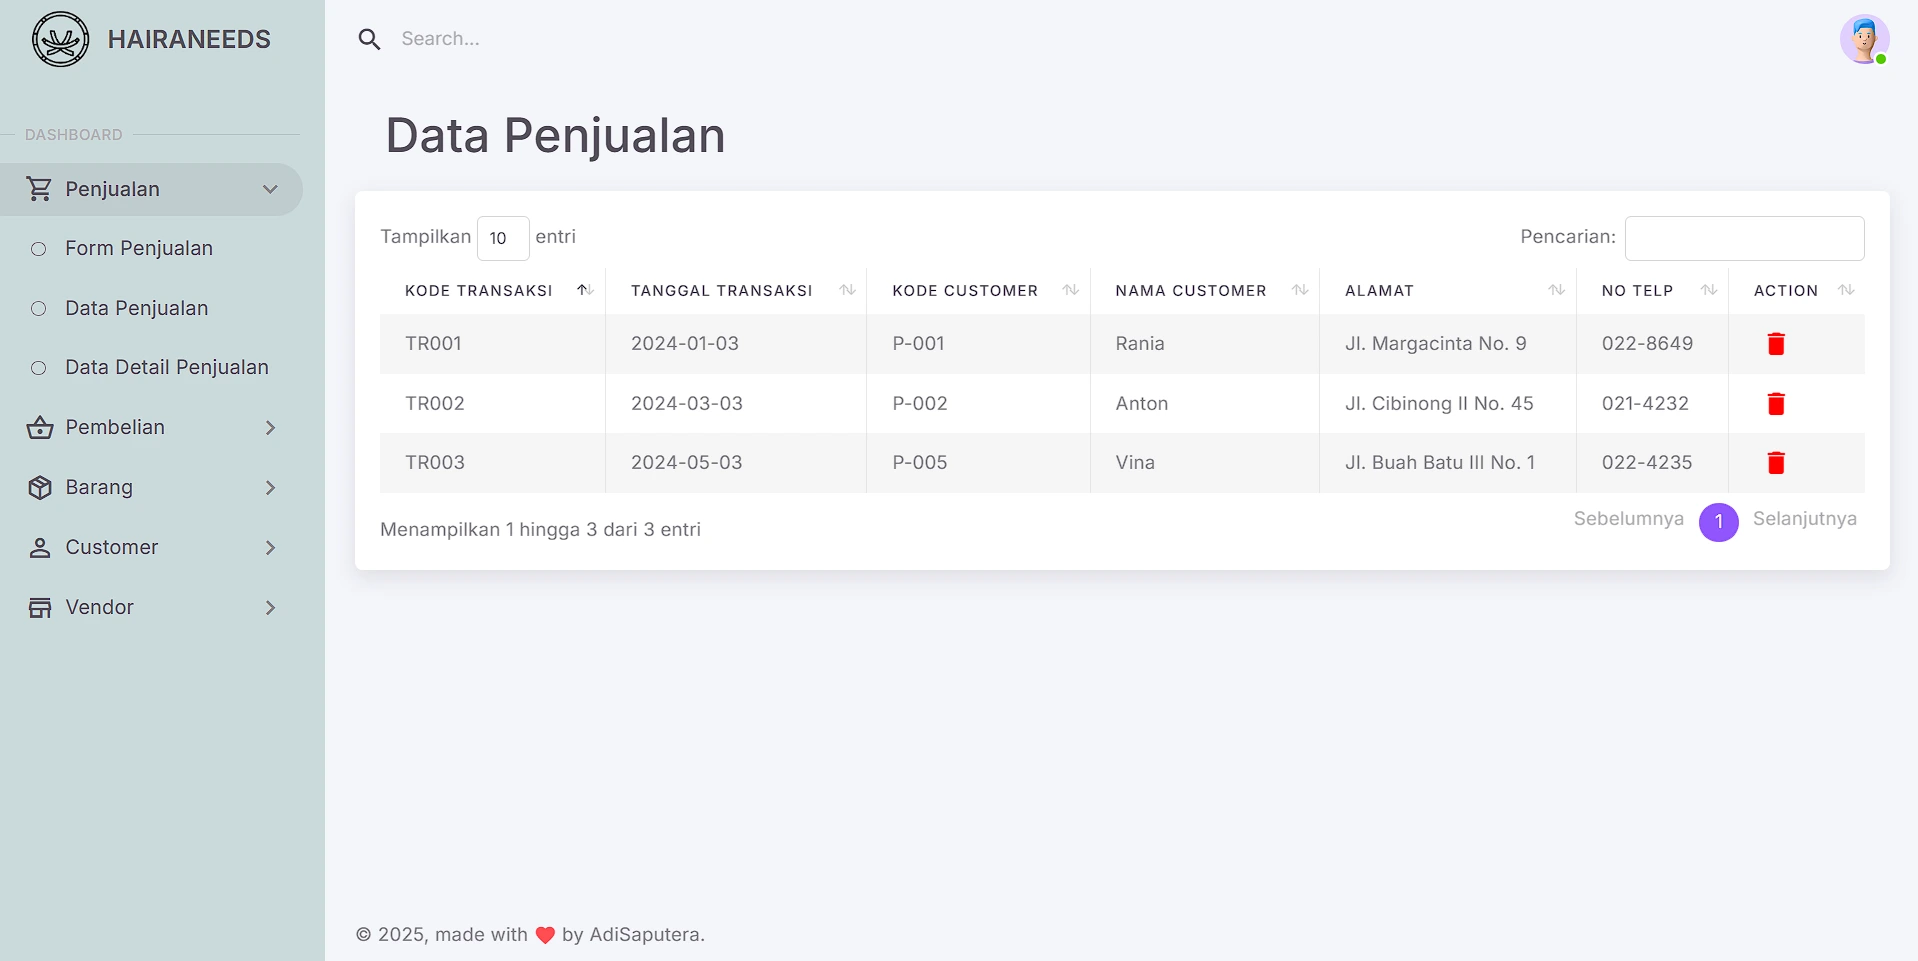 HAIRANEEDS
Search...
DASHBOARD
Penjualan
Form Penjualan
Data Penjualan
Data Detail Penjualan
Pembelian
Barang
Customer
Vendor
Data Penjualan
Tampilkan 10 entri
Pencarian:
KODE TRANSAKSI TANGGAL TRANSAKSI KODE CUSTOMER NAMA CUSTOMER ALAMAT NO TELP ACTION
TR001 2024-01-03 P-001 Rania Jl. Margacinta No. 9 022-8649
TR002 2024-03-03 P-002 Anton Jl. Cibinong II No. 45 021-4232
TR003 2024-05-03 P-005 Vina Jl. Buah Batu III No. 1 022-4235
Menampilkan 1 hingga 3 dari 3 entri
Sebelumnya 1 Selanjutnya
© 2025, made with ❤️ by AdiSaputera.